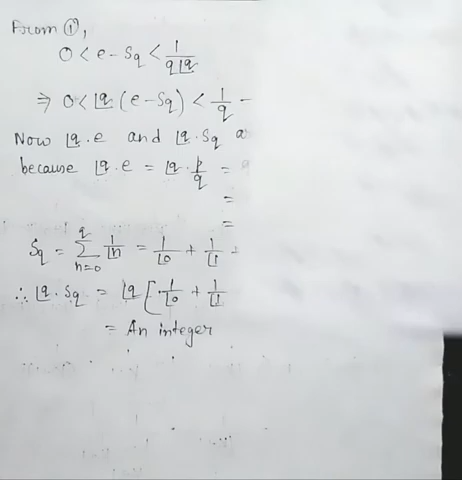 From ①,
0 < e - Sq < 1/(q⌊q)
⇒ 0 < ⌊q (e - Sq) < 1/q -
Now ⌊q . e and ⌊q . Sq a
because ⌊q . e = ⌊q . p/q =
=
=
Sq = Σ_{n=0}^{q} 1/⌊n = 1/⌊0 + 1/⌊1 +
∴ ⌊q . Sq = ⌊q [ 1/⌊0 + 1/⌊1
= An integer